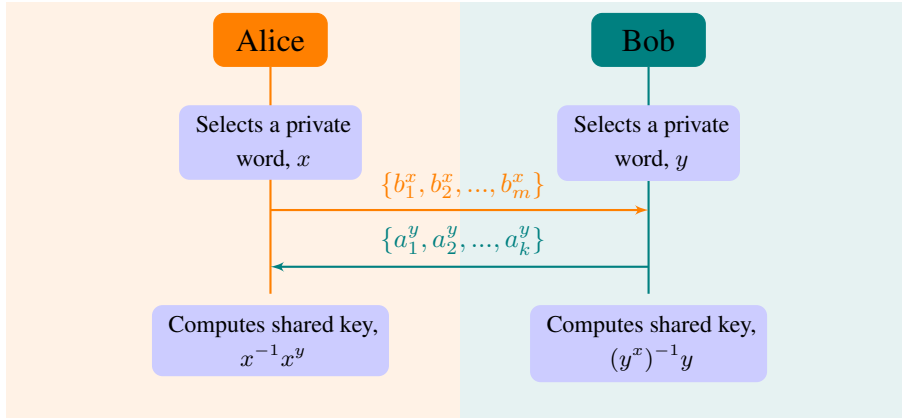 Alice
Bob
Selects a private
word, x
Selects a private
word, y
{b_1^x, b_2^x, ..., b_m^x}
{a_1^y, a_2^y, ..., a_k^y}
Computes shared key,
x^{-1}x^y
Computes shared key,
(y^x)^{-1}y